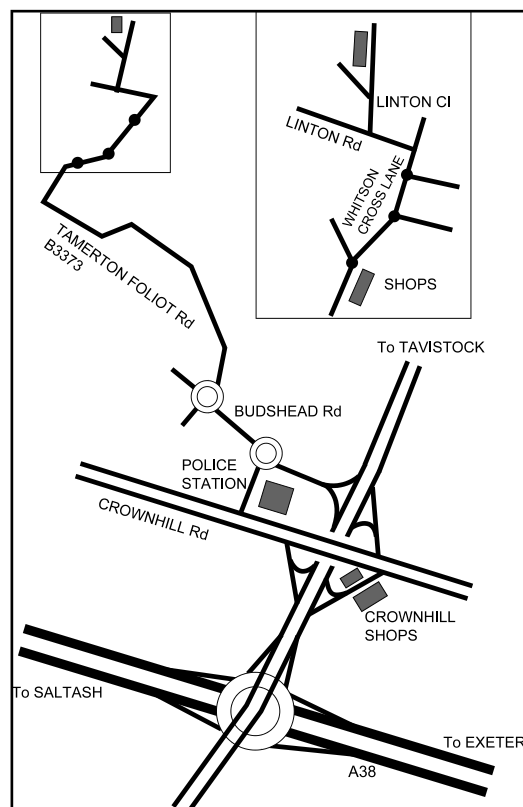 LINTON Cl
LINTON Rd
WHITSON
CROSS LANE
SHOPS
TAMERTON FOLIOT Rd
B3373
To TAVISTOCK
BUDSHEAD Rd
POLICE
STATION
CROWNHILL Rd
CROWNHILL
SHOPS
To SALTASH
To EXETER
A38